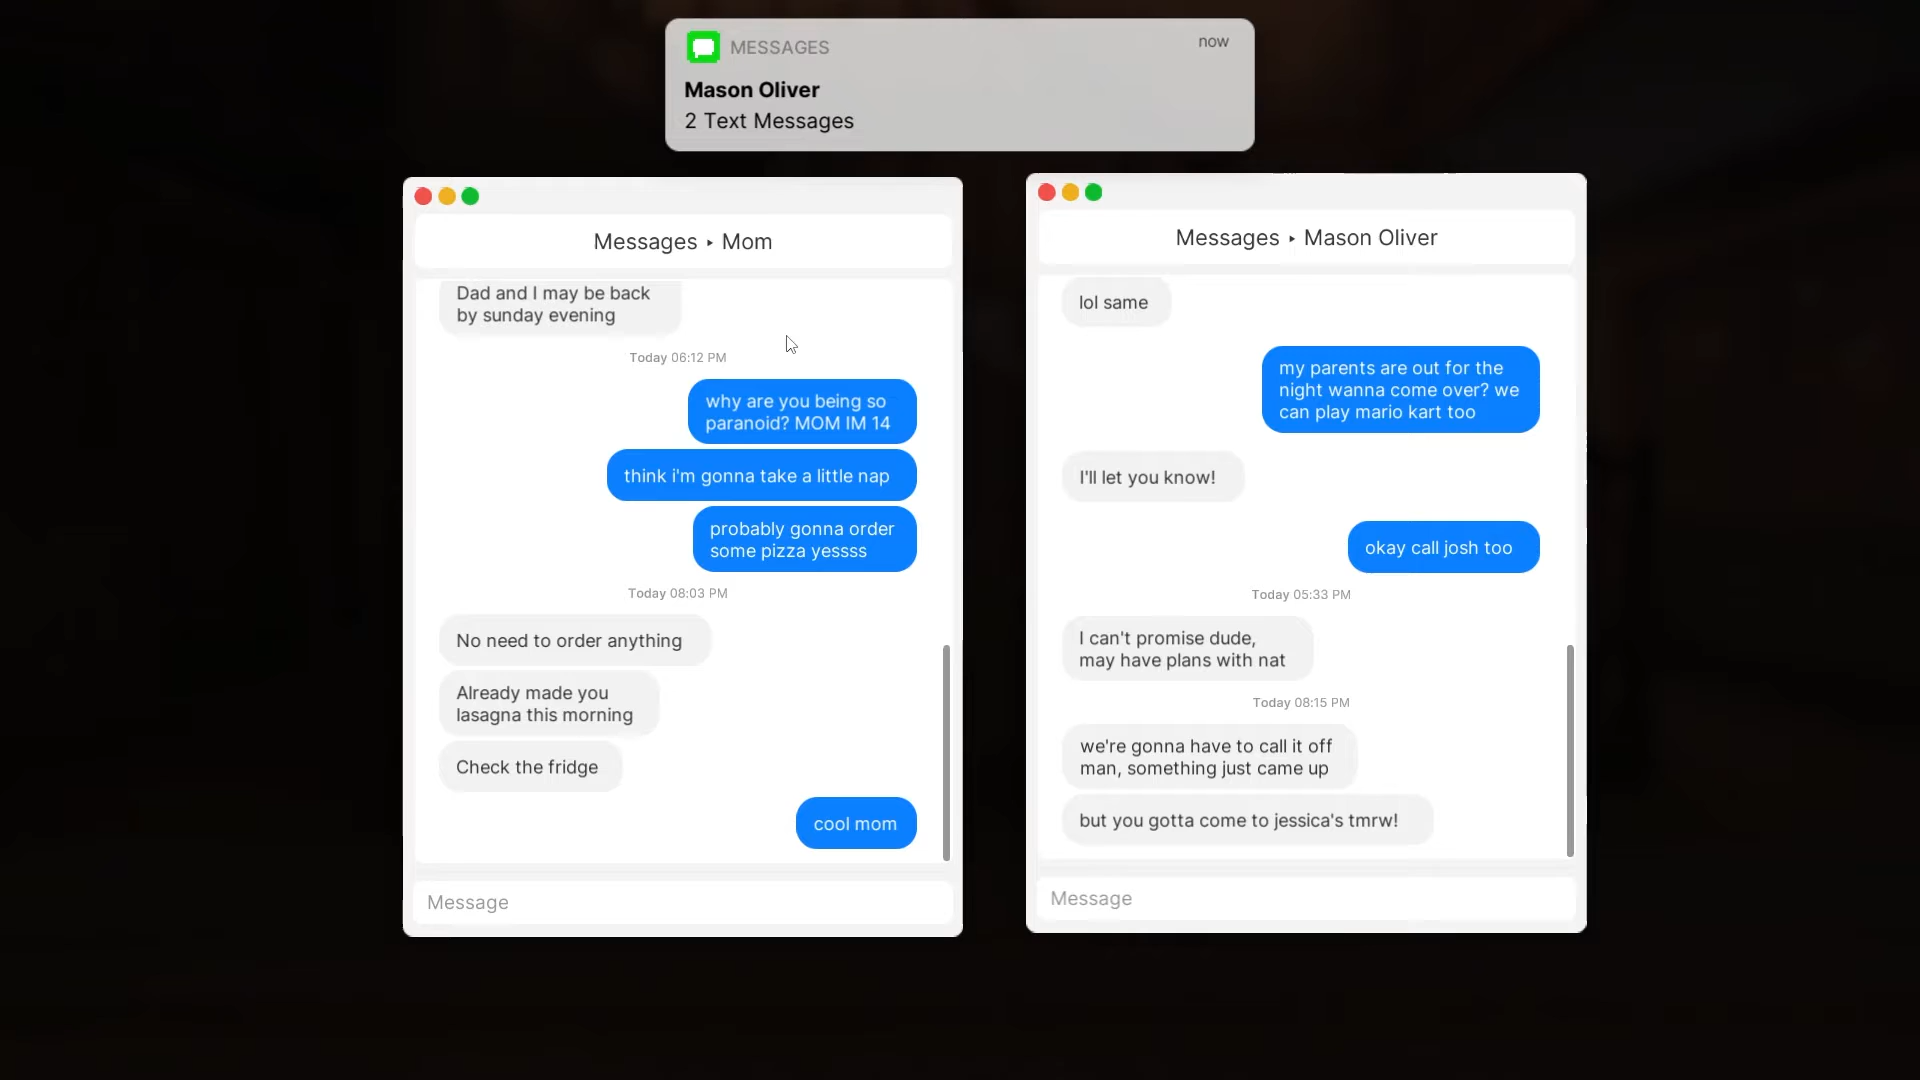 MESSAGES
now
Mason Oliver
2 Text Messages
Messages ▸ Mom
Dad and I may be back
by sunday evening
Today 06:12 PM
why are you being so
paranoid? MOM IM 14
think i'm gonna take a little nap
probably gonna order
some pizza yessss
Today 08:03 PM
No need to order anything
Already made you
lasagna this morning
Check the fridge
cool mom
Message
Messages ▸ Mason Oliver
lol same
my parents are out for the
night wanna come over? we
can play mario kart too
I'll let you know!
okay call josh too
Today 05:33 PM
I can't promise dude,
may have plans with nat
Today 08:15 PM
we're gonna have to call it off
man, something just came up
but you gotta come to jessica's tmrw!
Message